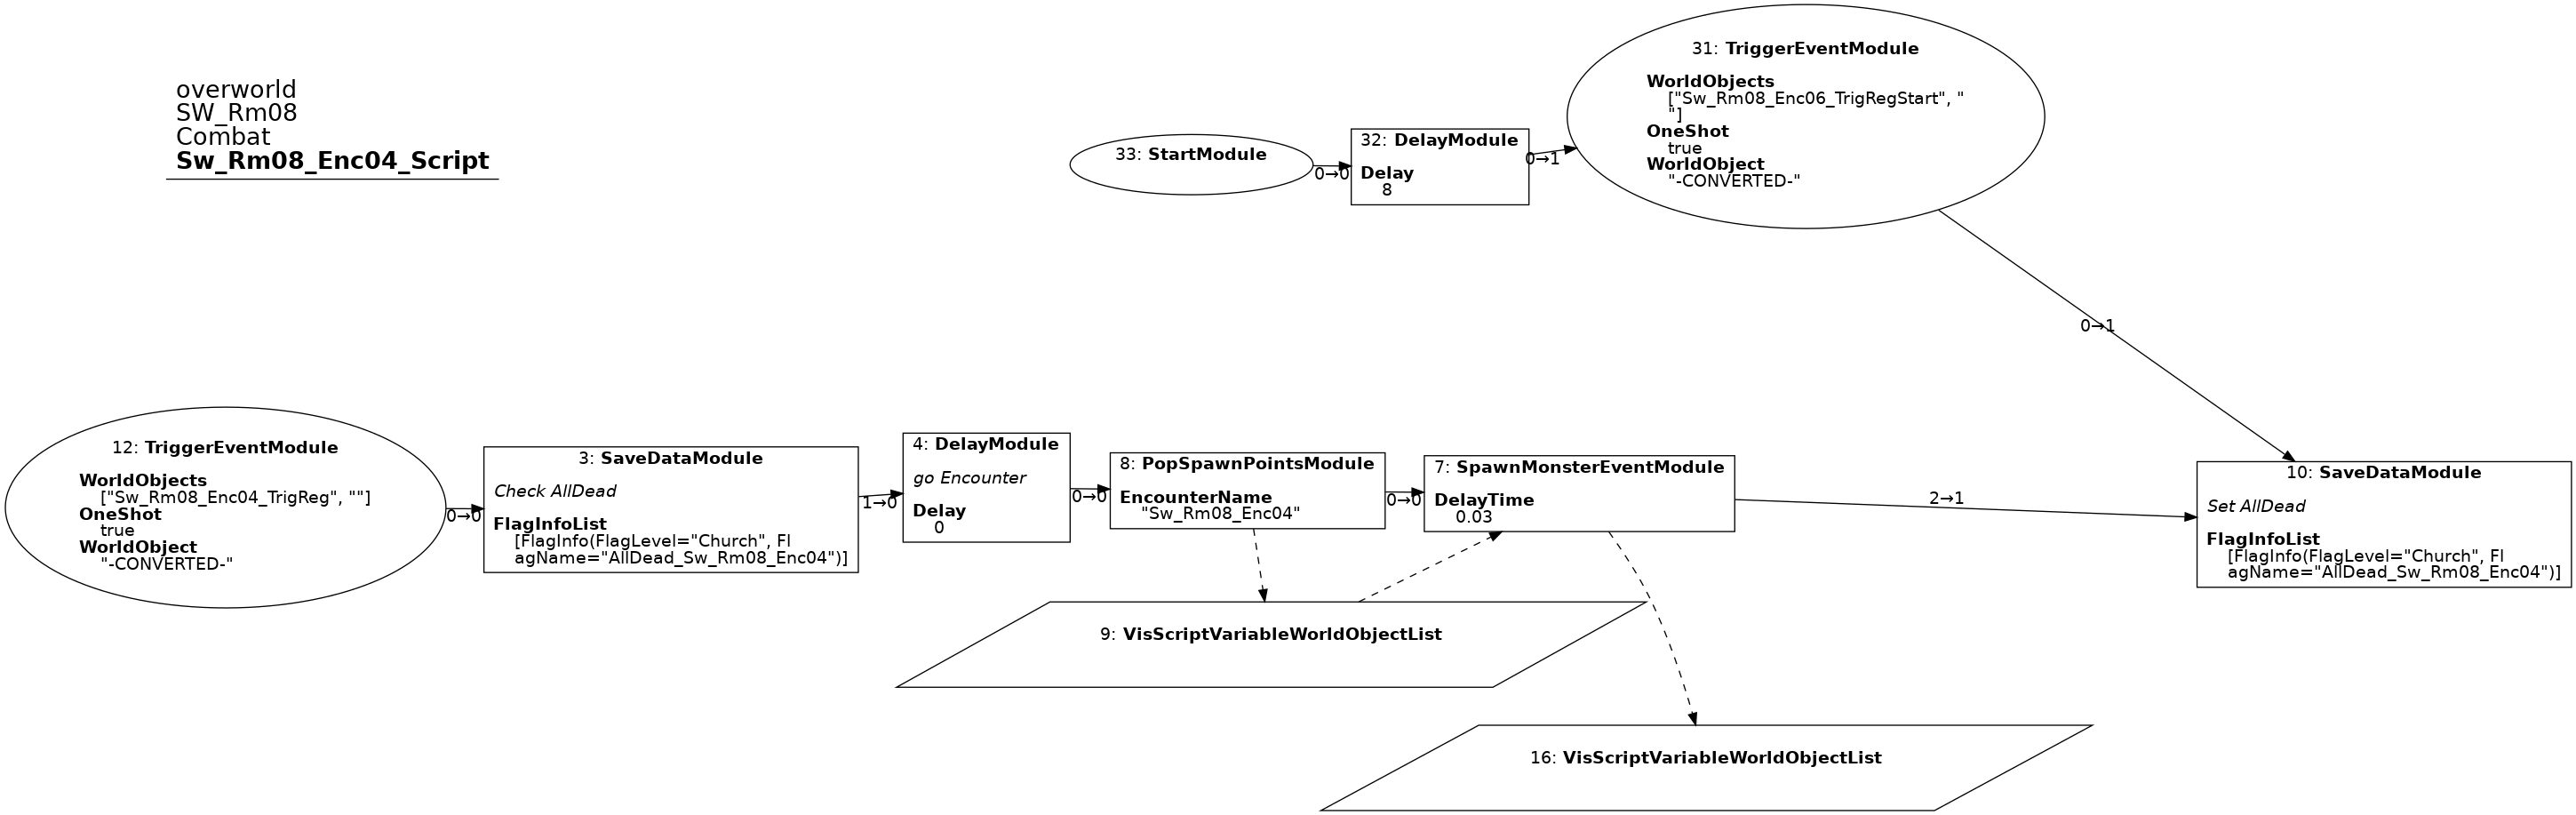 overworld
SW_Rm08
Combat
Sw_Rm08_Enc04_Script
31: TriggerEventModule
WorldObjects
["Sw_Rm08_Enc06_TrigRegStart", "
"]
OneShot
true
WorldObject
"-CONVERTED-"
33: StartModule
0→0
32: DelayModule
Delay
8
0→1
0→1
12: TriggerEventModule
WorldObjects
["Sw_Rm08_Enc04_TrigReg", ""]
OneShot
true
WorldObject
"-CONVERTED-"
0→0
3: SaveDataModule
Check AllDead
FlagInfoList
[FlagInfo(FlagLevel="Church", Fl
agName="AllDead_Sw_Rm08_Enc04")]
1→0
4: DelayModule
go Encounter
Delay
0
0→0
8: PopSpawnPointsModule
EncounterName
"Sw_Rm08_Enc04"
0→0
7: SpawnMonsterEventModule
DelayTime
0.03
2→1
10: SaveDataModule
Set AllDead
FlagInfoList
[FlagInfo(FlagLevel="Church", Fl
agName="AllDead_Sw_Rm08_Enc04")]
9: VisScriptVariableWorldObjectList
16: VisScriptVariableWorldObjectList